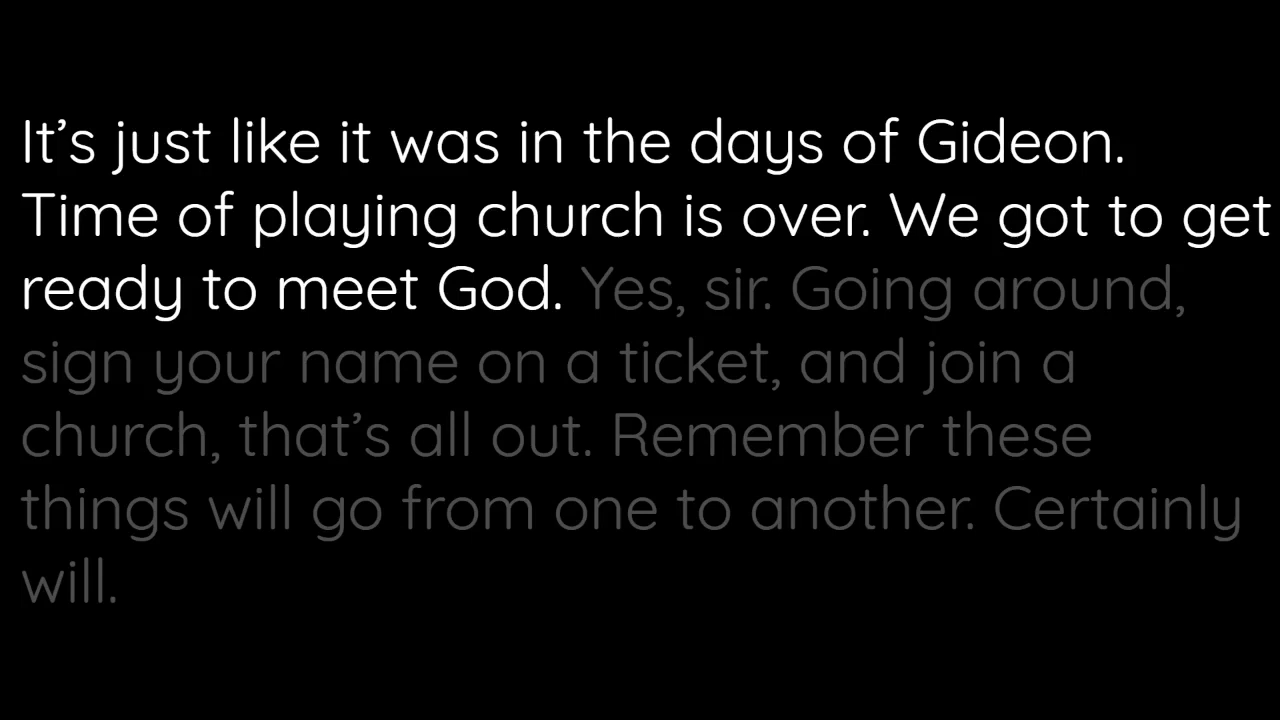 It’s just like it was in the days of Gideon.
Time of playing church is over. We got to get
ready to meet God. Yes, sir. Going around,
sign your name on a ticket, and join a
church, that’s all out. Remember these
things will go from one to another. Certainly
will.